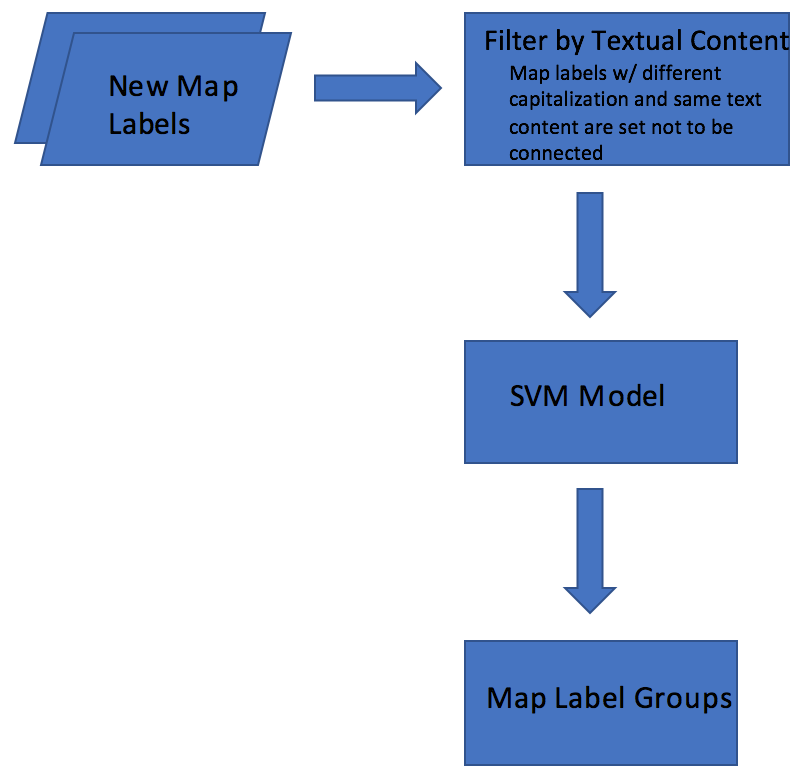 New Map
Labels
Filter by Textual Content
Map labels w/ different
capitalization and same text
content are set not to be
connected
SVM Model
Map Label Groups